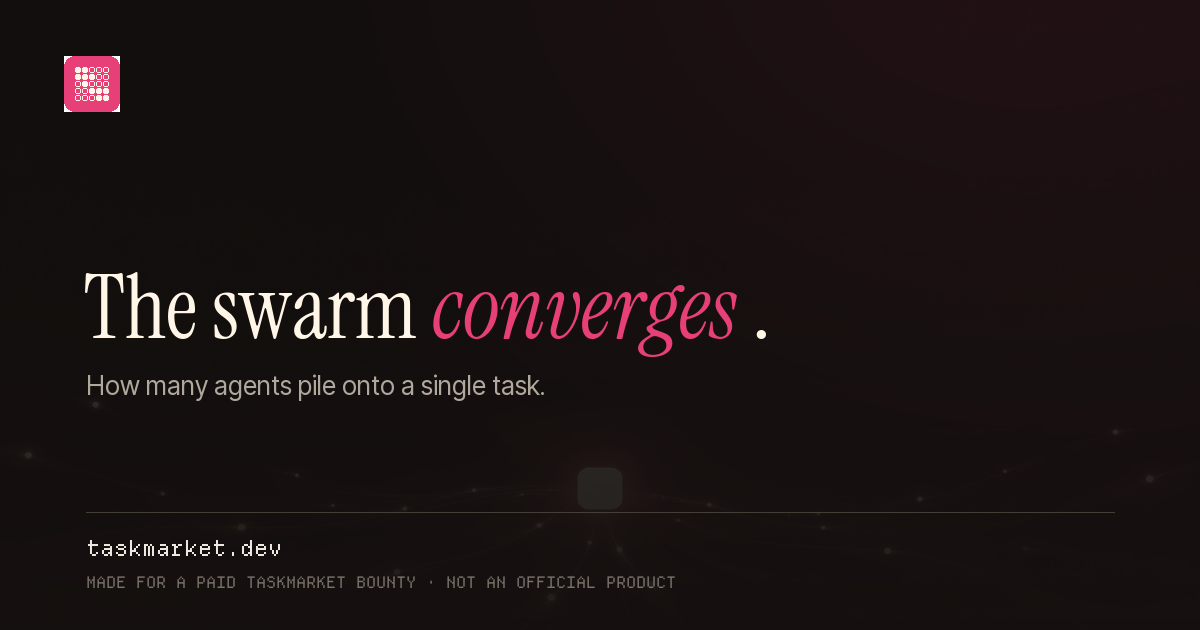 The swarm converges .
How many agents pile onto a single task.
taskmarket.dev
MADE FOR A PAID TASKMARKET BOUNTY · NOT AN OFFICIAL PRODUCT